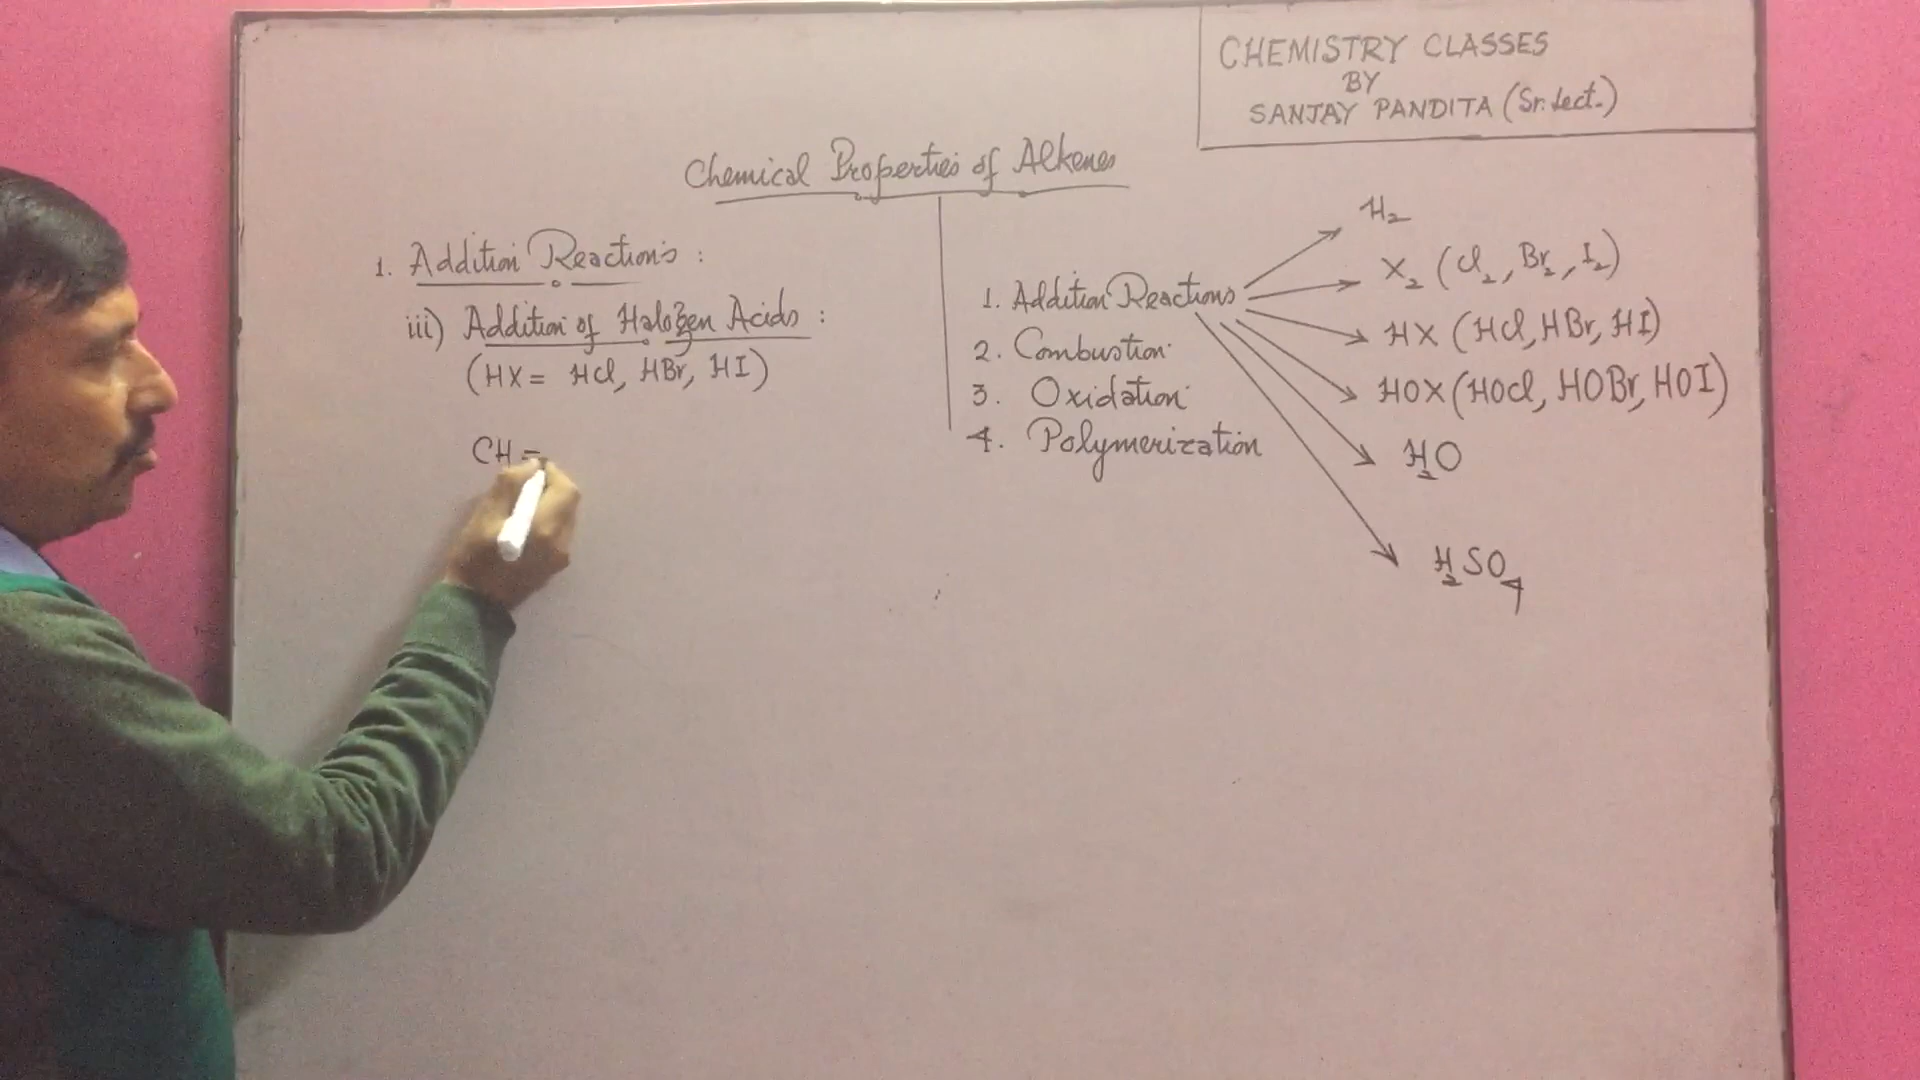 CHEMISTRY CLASSES
BY
SANJAY PANDITA (Sr. Lect.)
Chemical Properties of Alkenes
1. Addition Reactions :
iii) Addition of Halogen Acids :
(HX = HCl, HBr, HI)
CH =
1. Addition Reactions
2. Combustion
3. Oxidation
4. Polymerization
H₂
X₂ (Cl₂, Br₂, I₂)
HX (HCl, HBr, HI)
HOX (HOCl, HOBr, HOI)
H₂O
H₂SO₄